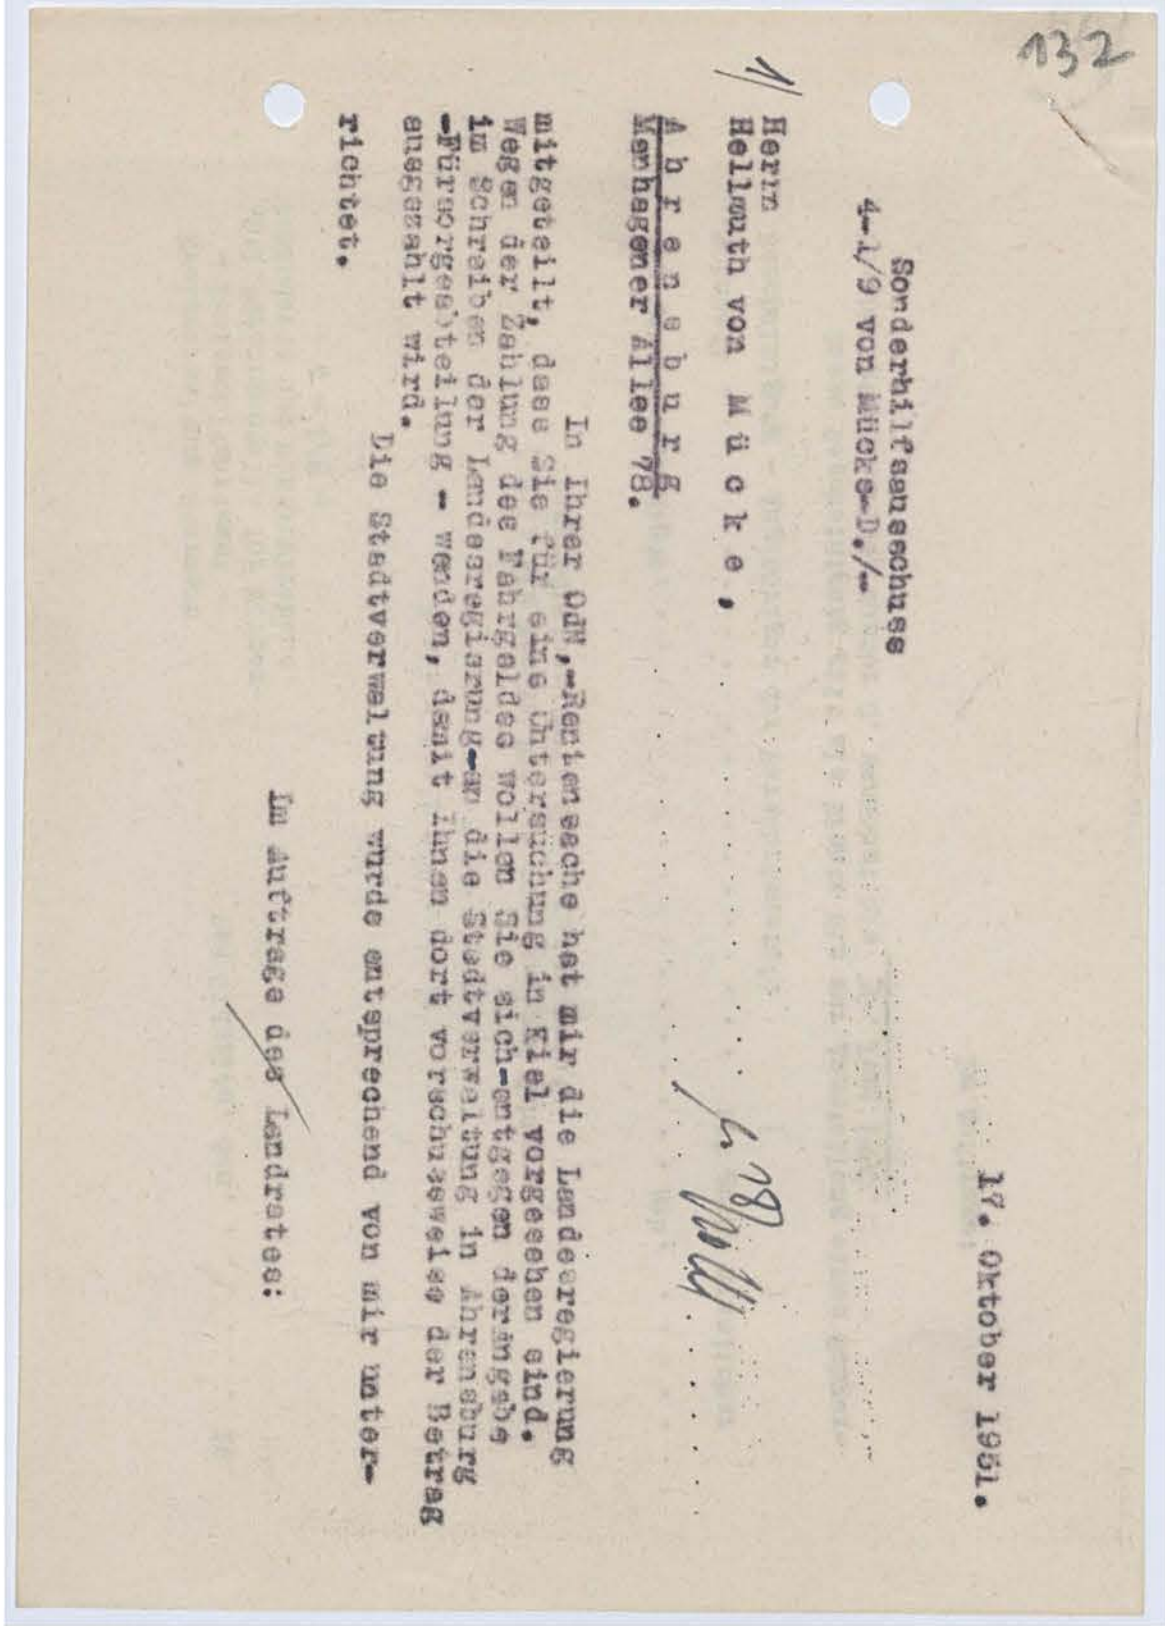 132
17. Oktober 1951.
Sonderhilfsausschuss
4-1/9 von Mücke-D./-
1/
Herrn
Hellmuth von M ü c k e ,
A h r e n s b u r g
Manhagener Allee 78.
In Ihrer OdN,-Rentensache hat mir die Landesregierung
mitgeteilt, dass Sie für eine Untersuchung in Kiel vorgesehen sind.
Wegen der Zahlung des Fahrgeldes wollen Sie sich-entgegen derAngabe
im Schreiben der Landesregierung-an die Stadtverwaltung in Ahrensburg
-Fürsorgeabteilung - wenden, damit Ihnen dort vorschussweise der Betrag
ausgezahlt wird.
Die Stadtverwaltung wurde entsprechend von mir unter-
richtet.
Im Auftrage des Landrates: